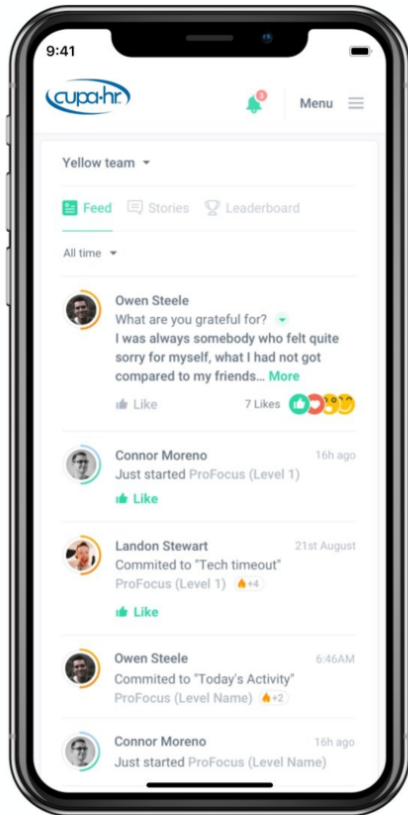 9:41
cupa-hr
3
Menu
Yellow team
Feed Stories Leaderboard
All time
Owen Steele
What are you grateful for?
I was always somebody who felt quite
sorry for myself, what I had not got
compared to my friends... More
Like 7 Likes
Connor Moreno 16h ago
Just started ProFocus (Level 1)
Like
Landon Stewart 21st August
Commited to "Tech timeout"
ProFocus (Level 1) +4
Like
Owen Steele 6:46AM
Commited to "Today's Activity"
ProFocus (Level Name) +2
Connor Moreno 16h ago
Just started ProFocus (Level Name)